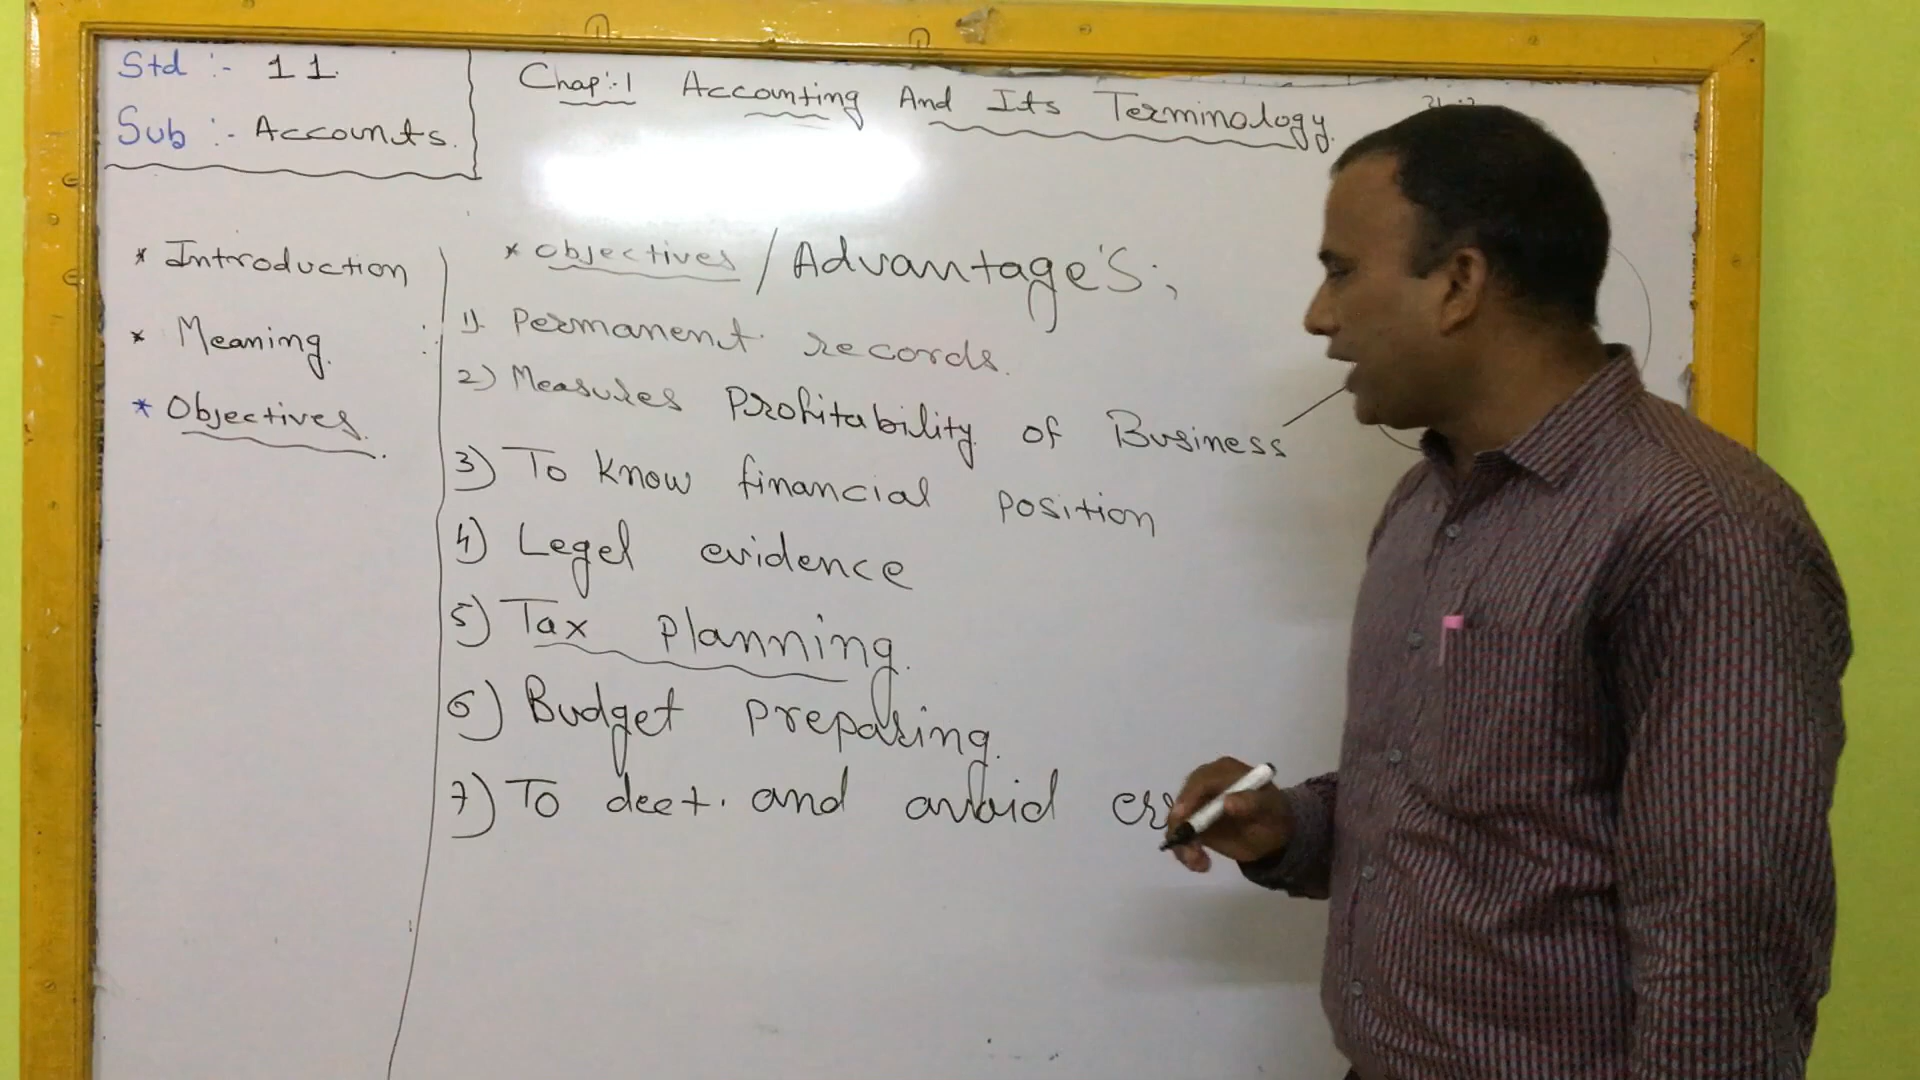 Std :- 11.
Sub :- Accounts.
Chap:-1 Accounting And Its Terminology.
* Introduction
* Meaning.
* Objectives.
* Objectives / Advantage's;
1). Permanent records.
2) Measures Profitability of Business
3) To know financial position
4) Legel evidence
5) Tax planning.
6) Budget preparing.
7) To deet. and avoid